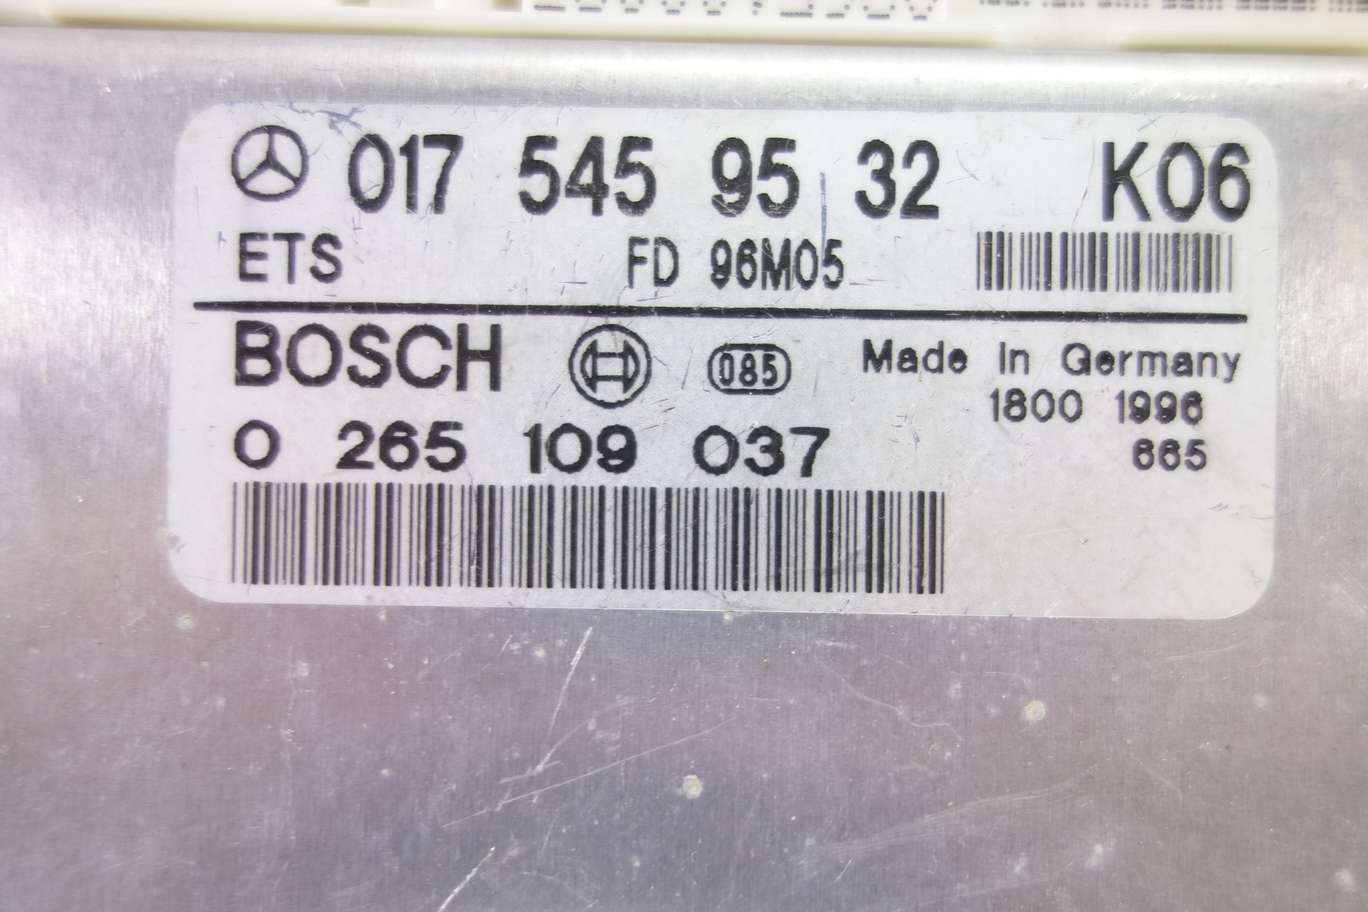 017 545 95 32 K06
ETS FD 96M05
BOSCH 085 Made in Germany
1800 1996
0 265 109 037 665